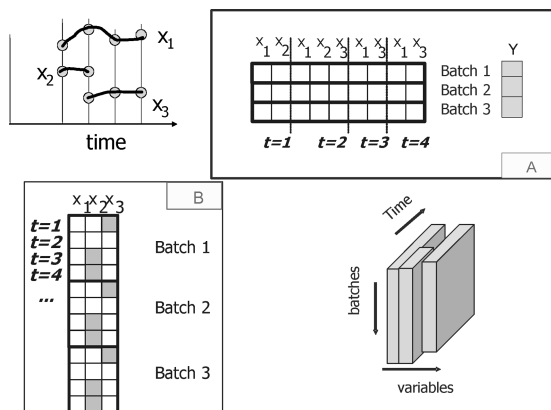 x1
x2
x3
time
x1 x2 x1 x2 x3 x1 x3 x1 x3
Y
Batch 1
Batch 2
Batch 3
t=1 t=2 t=3 t=4
A
B
x1 x2 x3
t=1
t=2
t=3
t=4
...
Batch 1
Batch 2
Batch 3
Time
batches
variables